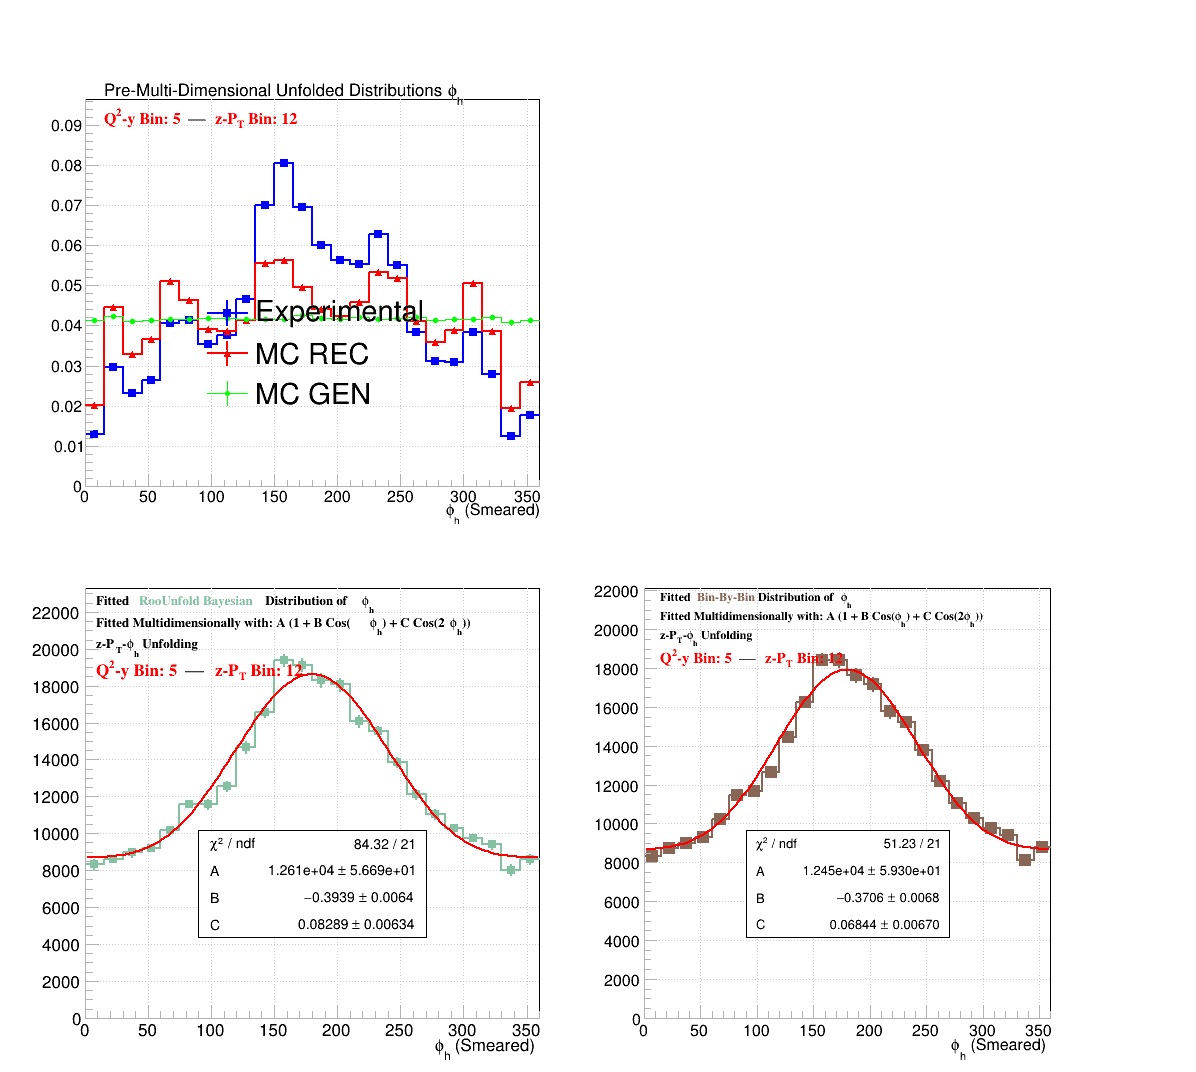 Pre-Multi-Dimensional Unfolded Distributions ϕh
Q²-y Bin: 5 — z-PT Bin: 12
0.09
0.08
0.07
0.06
0.05
0.04
0.03
0.02
0.01
0
Experimental
MC REC
MC GEN
0 50 100 150 200 250 300 350
ϕh (Smeared)
Fitted RooUnfold Bayesian Distribution of ϕh
Fitted Multidimensionally with: A (1 + B Cos( ϕh) + C Cos(2 ϕh))
z-PT-ϕh Unfolding
Q²-y Bin: 5 — z-PT Bin: 12
22000
20000
18000
16000
14000
12000
10000
8000
6000
4000
2000
0
χ² / ndf 84.32 / 21
A 1.261e+04 ± 5.669e+01
B −0.3939 ± 0.0064
C 0.08289 ± 0.00634
0 50 100 150 200 250 300 350
ϕh (Smeared)
Fitted Bin-By-Bin Distribution of ϕh
Fitted Multidimensionally with: A (1 + B Cos(ϕh) + C Cos(2ϕh))
z-PT-ϕh Unfolding
Q²-y Bin: 5 — z-PT Bin: 12
22000
20000
18000
16000
14000
12000
10000
8000
6000
4000
2000
0
χ² / ndf 51.23 / 21
A 1.245e+04 ± 5.930e+01
B −0.3706 ± 0.0068
C 0.06844 ± 0.00670
0 50 100 150 200 250 300 350
ϕh (Smeared)